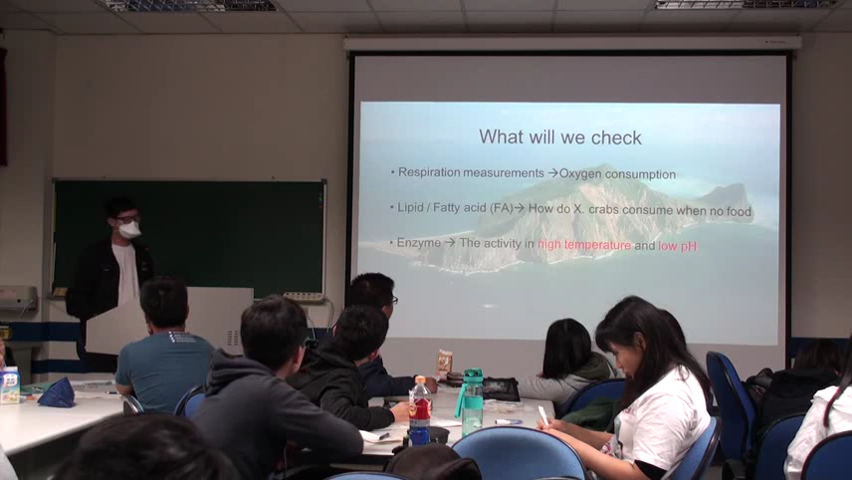 What will we check
• Respiration measurements →Oxygen consumption
• Lipid / Fatty acid (FA)→ How do X. crabs consume when no food
• Enzyme → The activity in high temperature and low pH